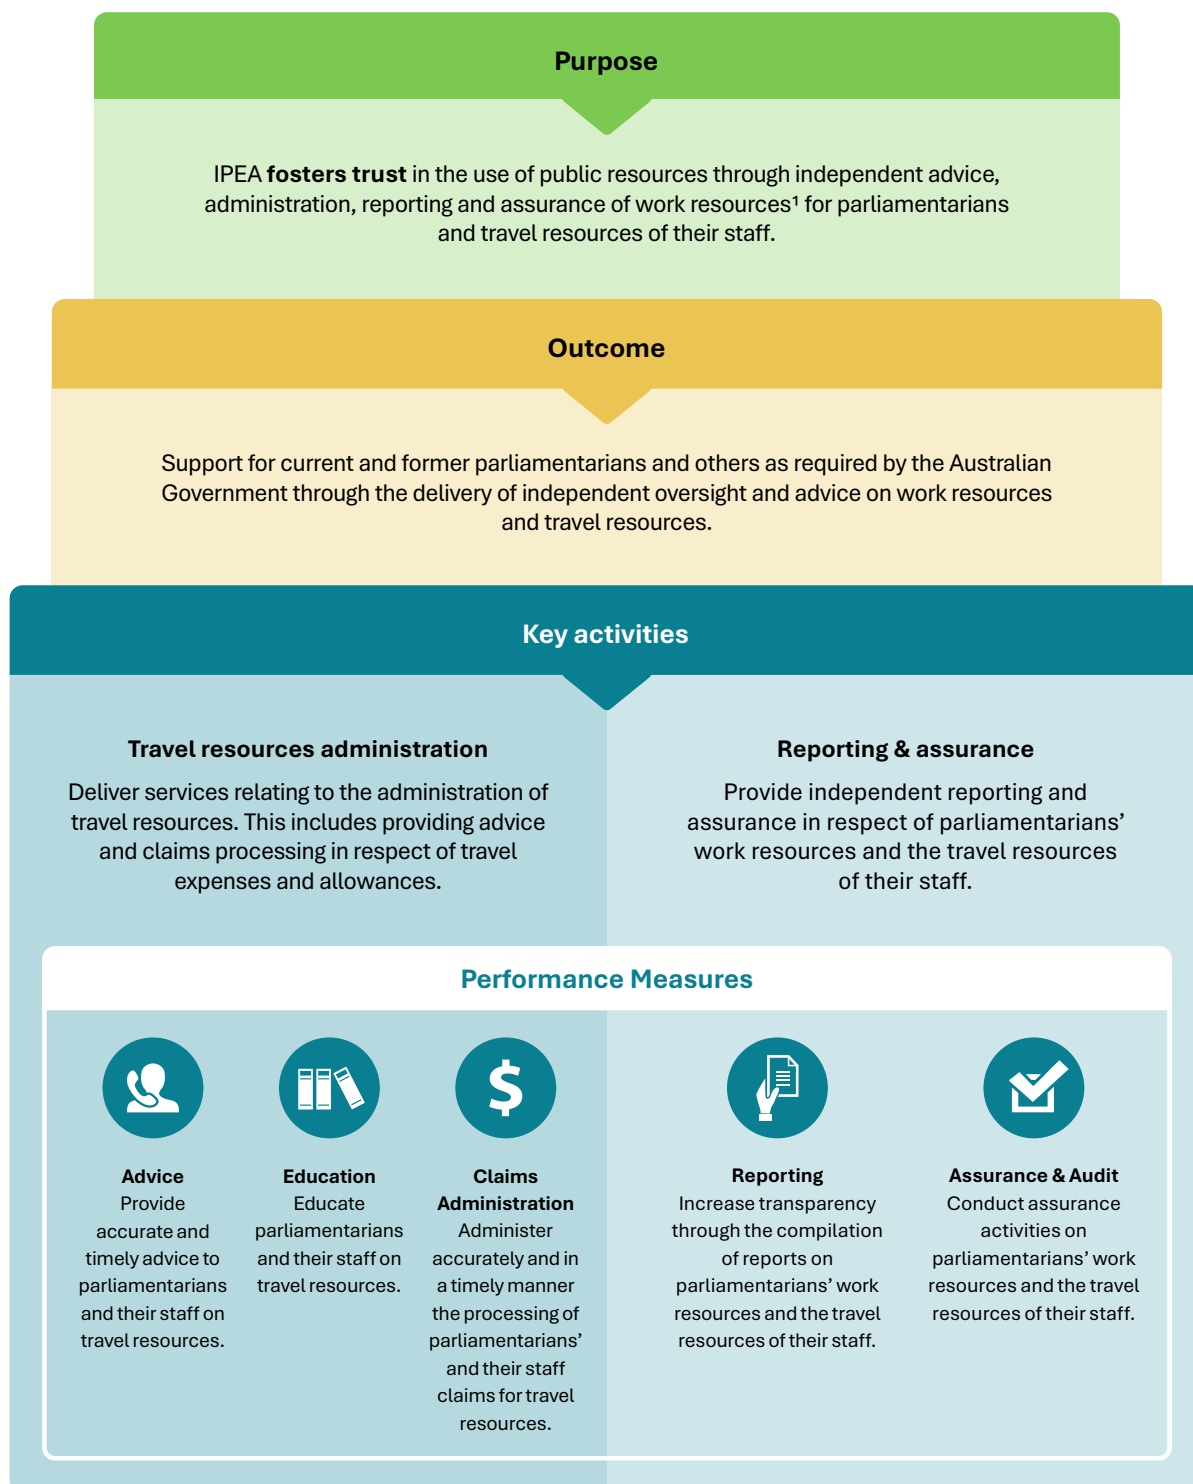 Purpose
IPEA fosters trust in the use of public resources through independent advice,
administration, reporting and assurance of work resources¹ for parliamentarians
and travel resources of their staff.
Outcome
Support for current and former parliamentarians and others as required by the Australian
Government through the delivery of independent oversight and advice on work resources
and travel resources.
Key activities
Travel resources administration
Deliver services relating to the administration of
travel resources. This includes providing advice
and claims processing in respect of travel
expenses and allowances.
Reporting & assurance
Provide independent reporting and
assurance in respect of parliamentarians’
work resources and the travel resources
of their staff.
Performance Measures
Advice
Provide
accurate and
timely advice to
parliamentarians
and their staff on
travel resources.
Education
Educate
parliamentarians
and their staff on
travel resources.
$
Claims
Administration
Administer
accurately and in
a timely manner
the processing of
parliamentarians’
and their staff
claims for travel
resources.
Reporting
Increase transparency
through the compilation
of reports on
parliamentarians’ work
resources and the travel
resources of their staff.
Assurance & Audit
Conduct assurance
activities on
parliamentarians’ work
resources and the travel
resources of their staff.